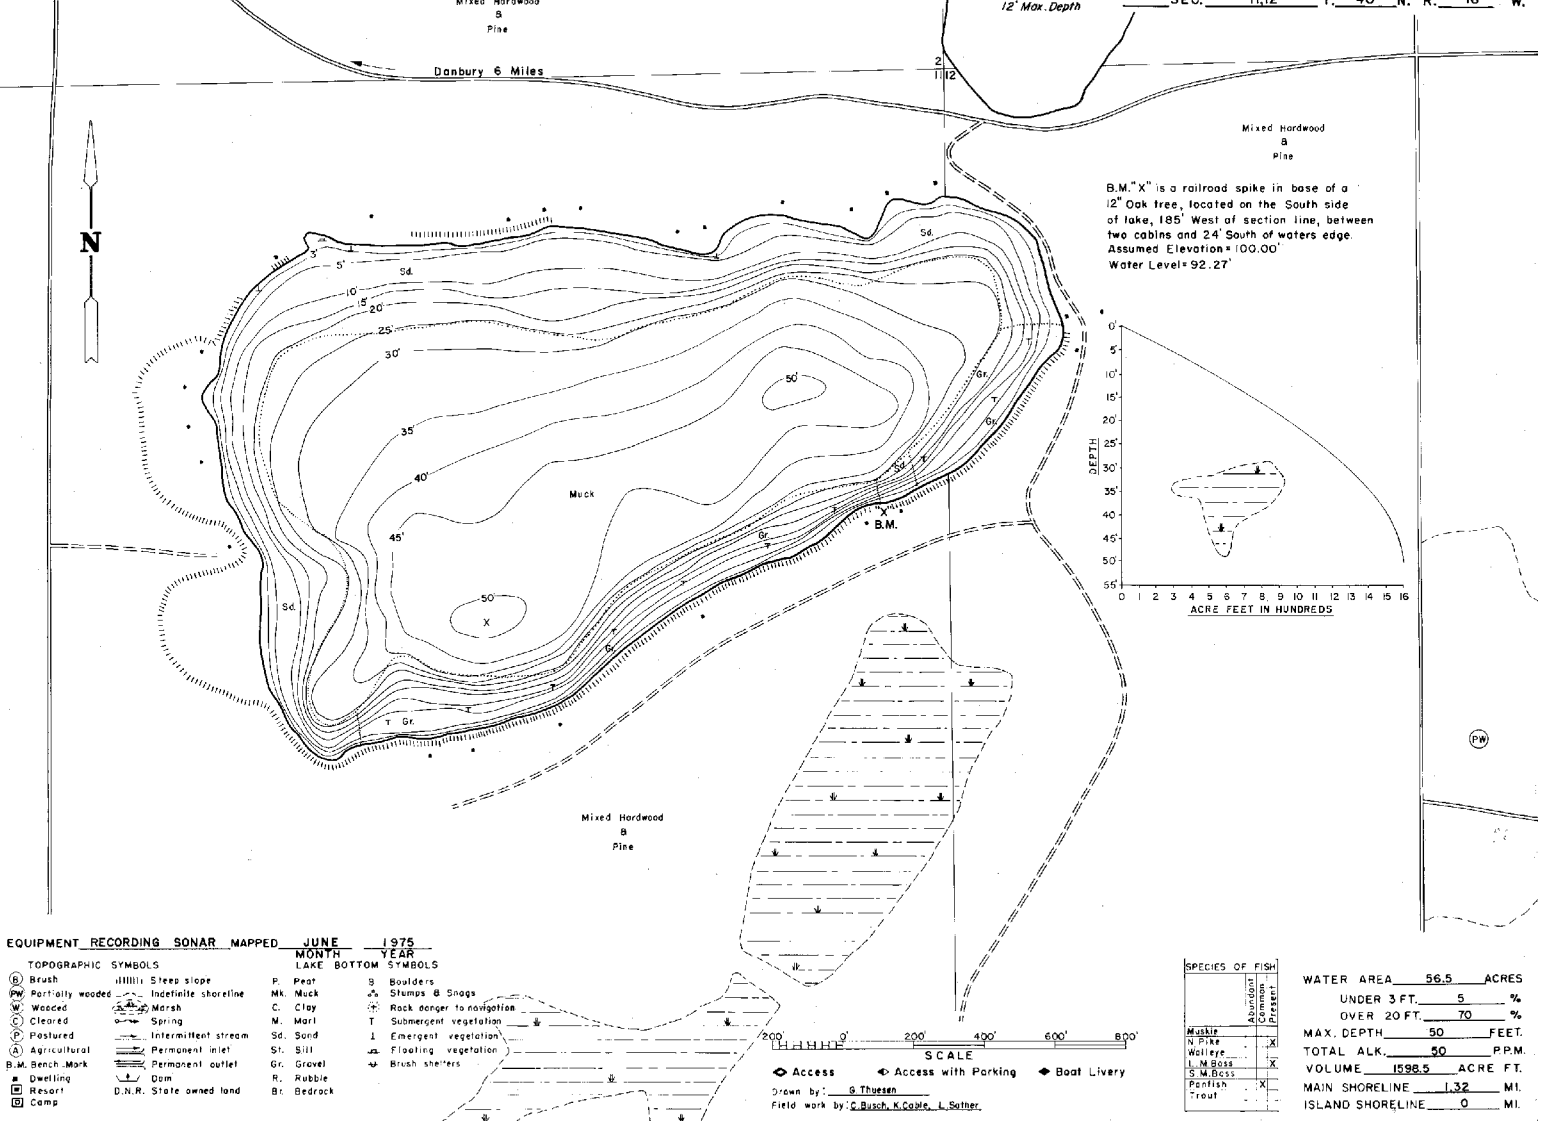 Mixed Hardwood
&
Pine
12' Max. Depth
SEC. 11,12 T. 40 N. R. 16 W.
Danbury 6 Miles
2
11 12
Mixed Hardwood
&
Pine
N
B.M. "X" is a railroad spike in base of a
12" Oak tree, located on the South side
of lake, 185' West of section line, between
two cabins and 24' South of waters edge.
Assumed Elevation = 100.00'
Water Level = 92.27'
3'
5'
Sd.
Sd.
10'
15'
20'
25'
30'
50'
T
Gr.
T
Gr.
35'
40'
Sd.
T
Muck
T
"X"
B.M.
45'
Gr.
T
T
50'
X
Sd.
T
Gr.
T
T
T
Gr.
DEPTH
0'
5'
10'
15'
20'
25'
30'
35'
40
45'
50'
55'
0 1 2 3 4 5 6 7 8 9 10 11 12 13 14 15 16
ACRE FEET IN HUNDREDS
PW
Mixed Hardwood
&
Pine
EQUIPMENT RECORDING SONAR MAPPED JUNE 1975
MONTH YEAR
TOPOGRAPHIC SYMBOLS
B Brush
PW Partially wooded
W Wooded
C Cleared
P Pastured
A Agricultural
B.M. Bench Mark
Dwelling
R Resort
Camp
Steep slope
Indefinite shoreline
Marsh
Spring
Intermittent stream
Permanent inlet
Permanent outlet
Dam
D.N.R. State owned land
LAKE BOTTOM SYMBOLS
P. Peat
Mk. Muck
C. Clay
M. Marl
Sd. Sand
St. Silt
Gr. Gravel
R. Rubble
Br. Bedrock
B Boulders
Stumps & Snags
Rock danger to navigation
T Submergent vegetation
Emergent vegetation
Floating vegetation
Brush shelters
200' 0' 200' 400' 600' 800'
SCALE
Access Access with Parking Boat Livery
Drawn by: G. Thuesen
Field work by: C. Busch, K. Cable, L. Sather
SPECIES OF FISH
Abundant
Common
Present
Muskie
N. Pike X
Walleye
L.M. Bass X
S.M. Bass
Panfish X
Trout
WATER AREA 56.5 ACRES
UNDER 3 FT. 5 %
OVER 20 FT. 70 %
MAX. DEPTH 50 FEET.
TOTAL ALK. 50 P.P.M.
VOLUME 1598.5 ACRE FT.
MAIN SHORELINE 1.32 MI.
ISLAND SHORELINE 0 MI.